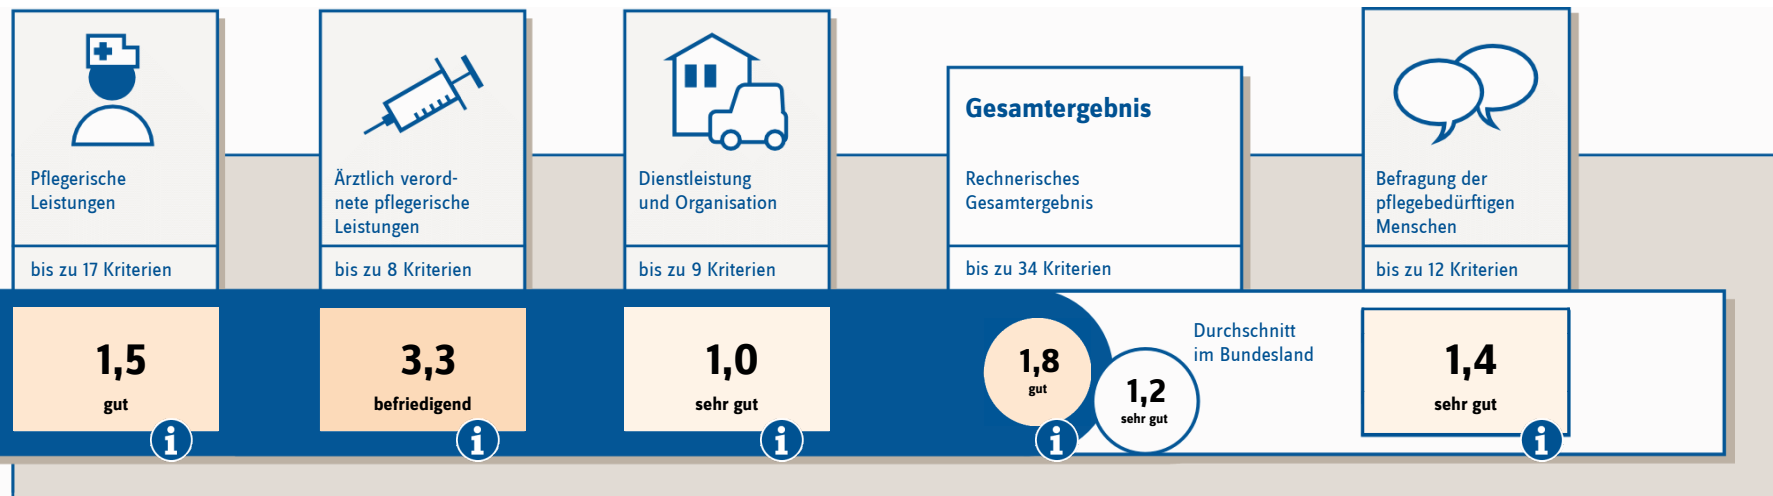 Pflegerische
Leistungen
bis zu 17 Kriterien
1,5
gut
i
Ärztlich verord-
nete pflegerische
Leistungen
bis zu 8 Kriterien
3,3
befriedigend
i
Dienstleistung
und Organisation
bis zu 9 Kriterien
1,0
sehr gut
i
Gesamtergebnis
Rechnerisches
Gesamtergebnis
bis zu 34 Kriterien
1,8
gut
i
Durchschnitt
im Bundesland
1,2
sehr gut
Befragung der
pflegebedürftigen
Menschen
bis zu 12 Kriterien
1,4
sehr gut
i